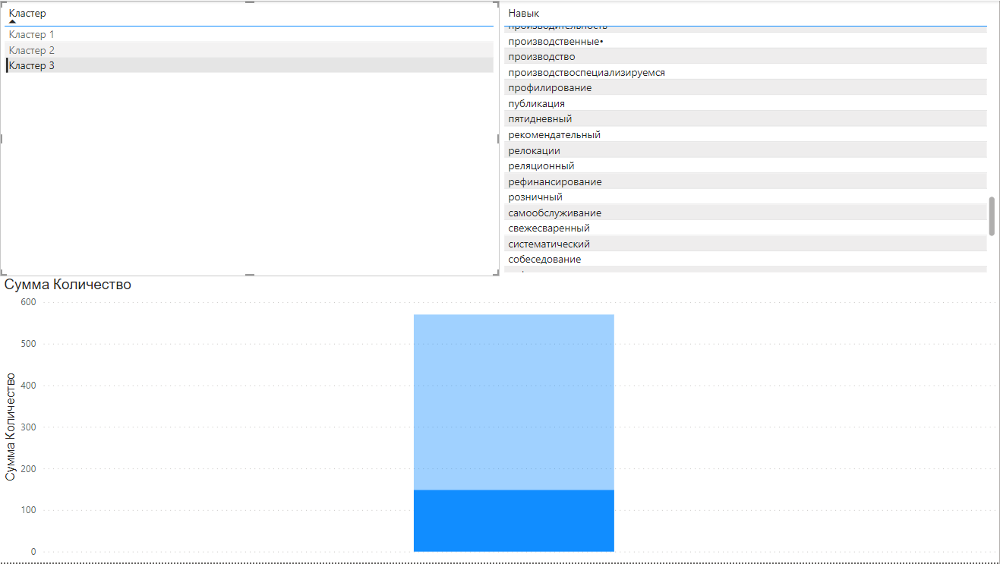 Кластер
Кластер 1
Кластер 2
Кластер 3
Навык
производительность
производственные•
производство
производствоспециализируемся
профилирование
публикация
пятидневный
рекомендательный
релокации
реляционный
рефинансирование
розничный
самообслуживание
свежесваренный
систематический
собеседование
Сумма Количество
Сумма Количество
600
500
400
300
200
100
0